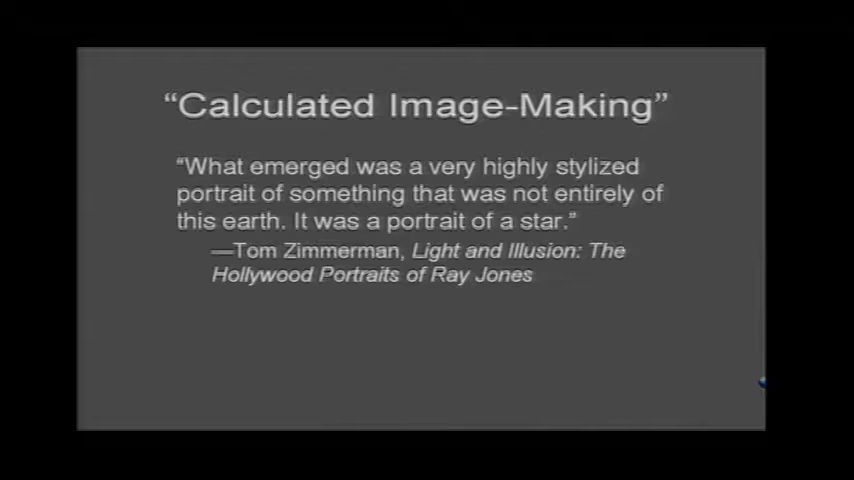 “Calculated Image-Making”
“What emerged was a very highly stylized
portrait of something that was not entirely of
this earth. It was a portrait of a star.”
—Tom Zimmerman, Light and Illusion: The
Hollywood Portraits of Ray Jones